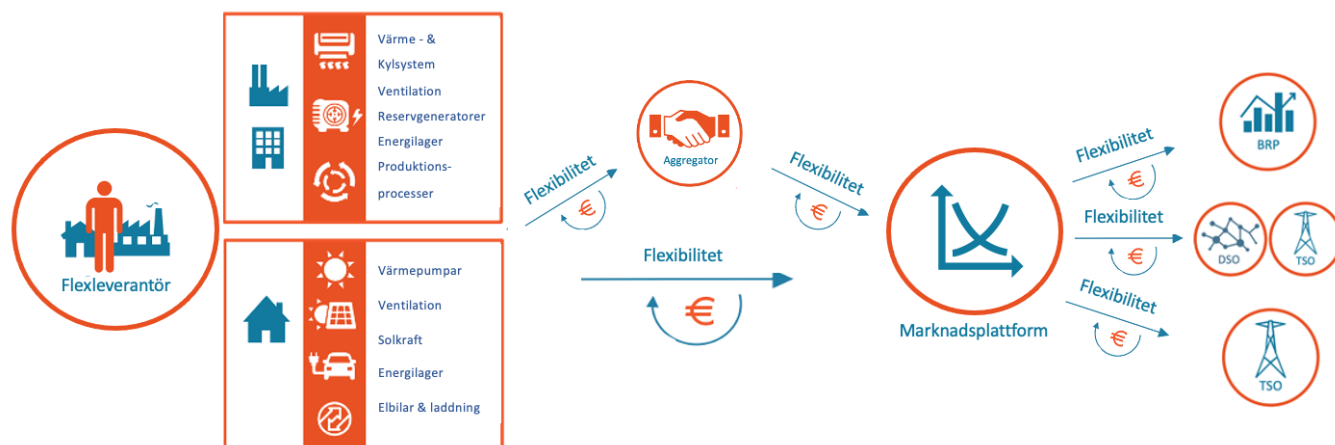 Flexleverantör
Värme - &
Kylsystem
Ventilation
Reservgeneratorer
Energilager
Produktions-
processer
Värmepumpar
Ventilation
Solkraft
Energilager
Elbilar & laddning
Flexibilitet
€
Aggregator
Flexibilitet
€
Flexibilitet
€
Marknadsplattform
Flexibilitet
€
BRP
Flexibilitet
€
DSO
TSO
Flexibilitet
€
TSO